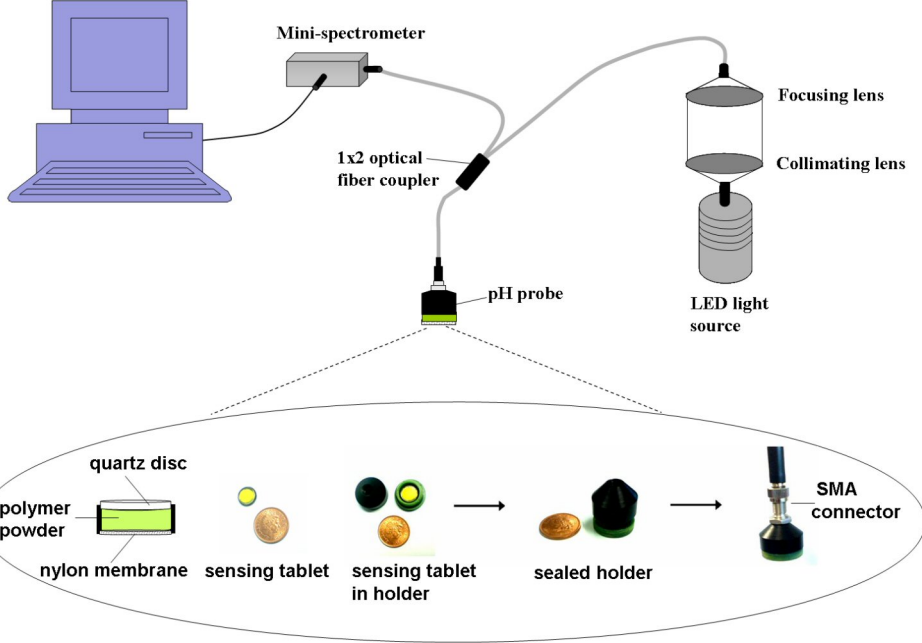 Mini-spectrometer
Focusing lens
1x2 optical
fiber coupler
Collimating lens
pH probe
LED light
source
quartz disc
polymer
powder
nylon membrane
sensing tablet
sensing tablet
in holder
sealed holder
SMA
connector